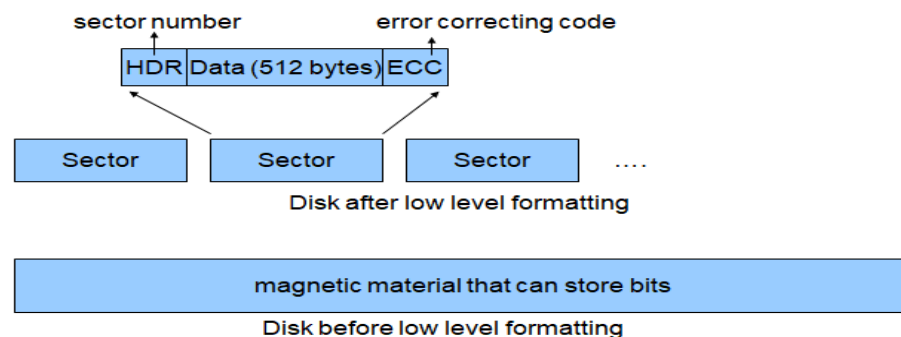 sector number error correcting code
HDR Data (512 bytes) ECC
Sector Sector Sector ....
Disk after low level formatting
magnetic material that can store bits
Disk before low level formatting